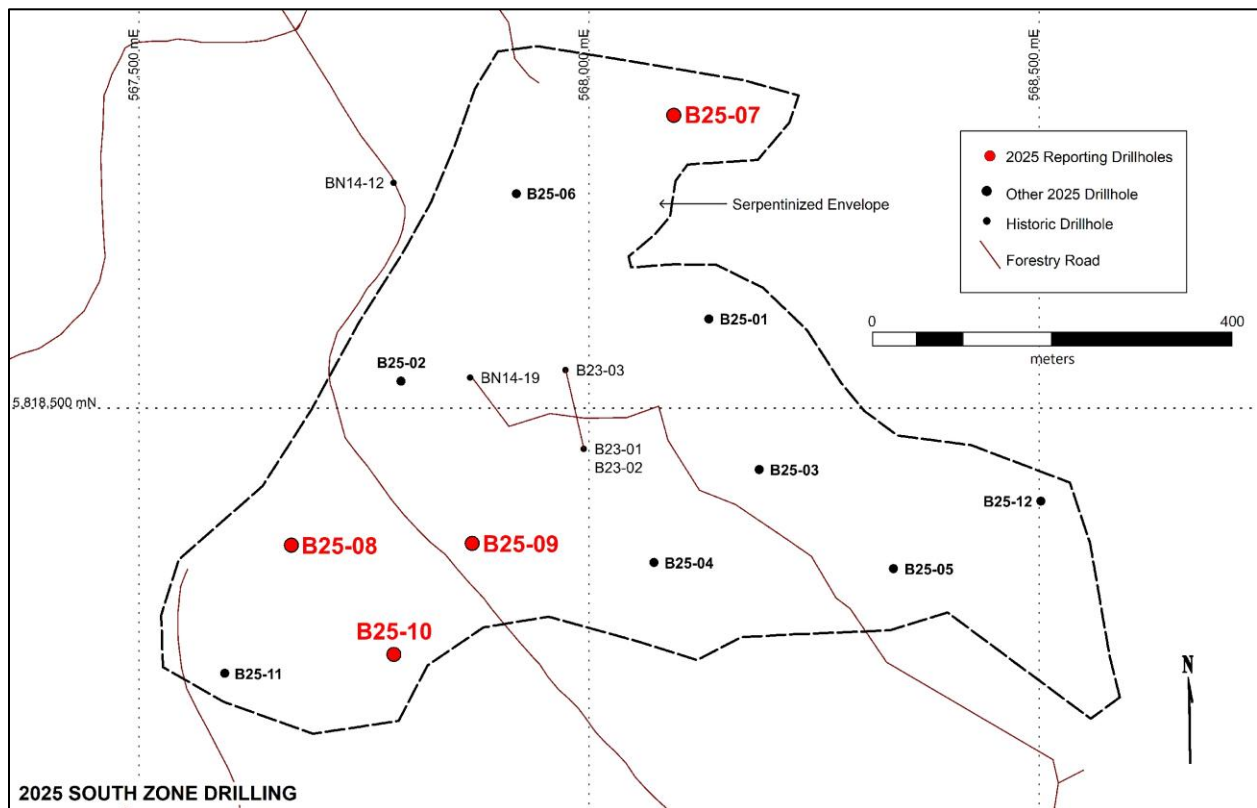 567,500 mE
568,000 mE
568,500 mE
B25-07
BN14-12
B25-06
Serpentinized Envelope
2025 Reporting Drillholes
Other 2025 Drillhole
Historic Drillhole
Forestry Road
B25-01
0
400
meters
B25-02
BN14-19
B23-03
5,818,500 mN
B23-01
B23-02
B25-03
B25-12
B25-08
B25-09
B25-04
B25-05
B25-10
B25-11
N
2025 SOUTH ZONE DRILLING